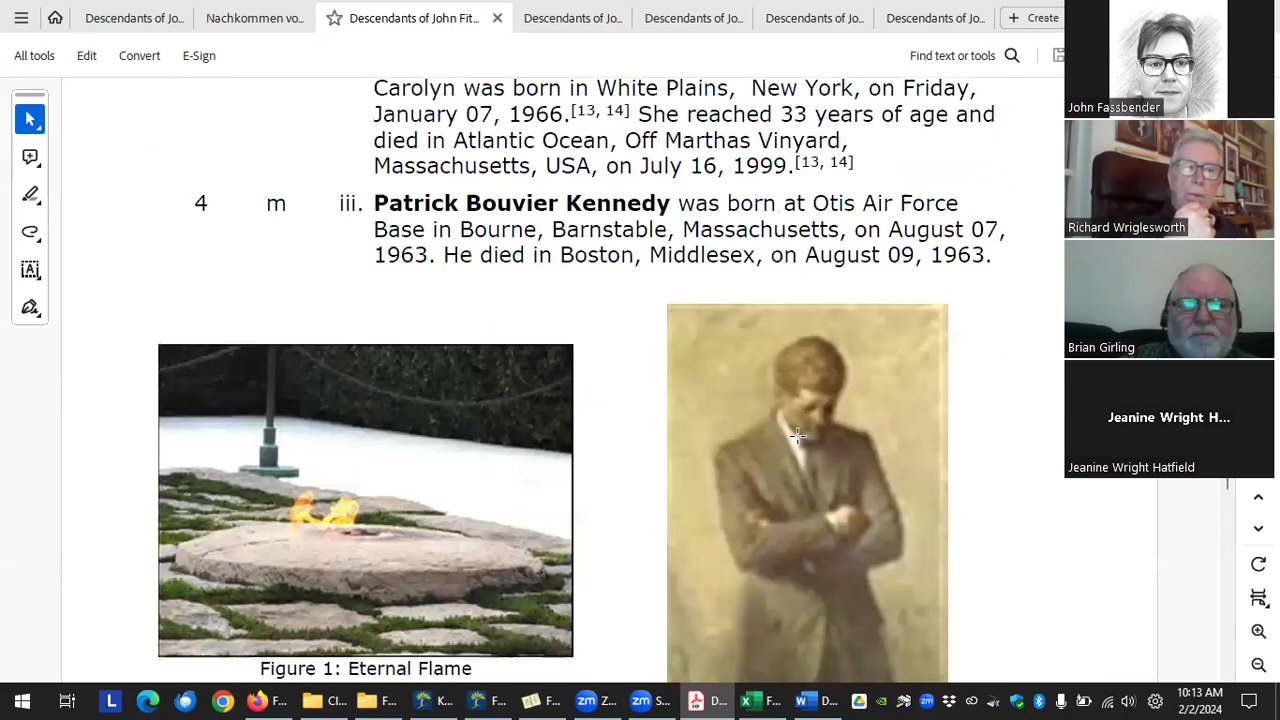 Descendants of Jo...
Nachkommen vo...
Descendants of John Fit...
Descendants of Jo...
Descendants of Jo...
Descendants of Jo...
Descendants of Jo...
Create
All tools
Edit
Convert
E-Sign
Find text or tools
Carolyn was born in White Plains, New York, on Friday,
January 07, 1966.[13, 14] She reached 33 years of age and
died in Atlantic Ocean, Off Marthas Vinyard,
Massachusetts, USA, on July 16, 1999.[13, 14]
4 m iii. Patrick Bouvier Kennedy was born at Otis Air Force
Base in Bourne, Barnstable, Massachusetts, on August 07,
1963. He died in Boston, Middlesex, on August 09, 1963.
Figure 1: Eternal Flame
John Fassbender
Richard Wriglesworth
Brian Girling
Jeanine Wright H...
Jeanine Wright Hatfield
L
F...
Cl...
F...
K...
F...
F...
zm Z...
zm S...
D...
F...
D...
zm
10:13 AM
2/2/2024